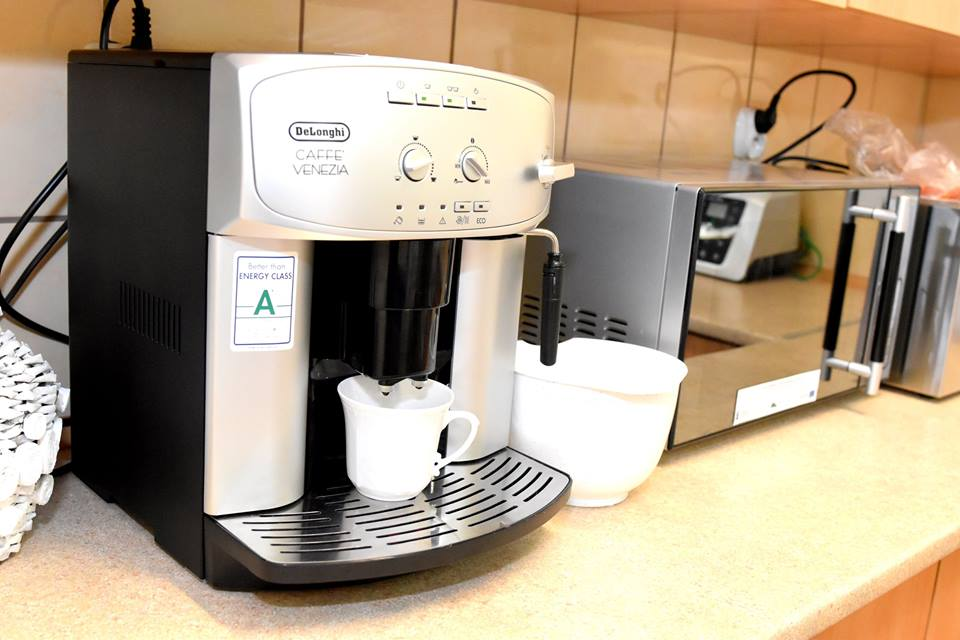 DeLonghi
CAFFE' VENEZIA
ECO
Better than
ENERGY CLASS
A